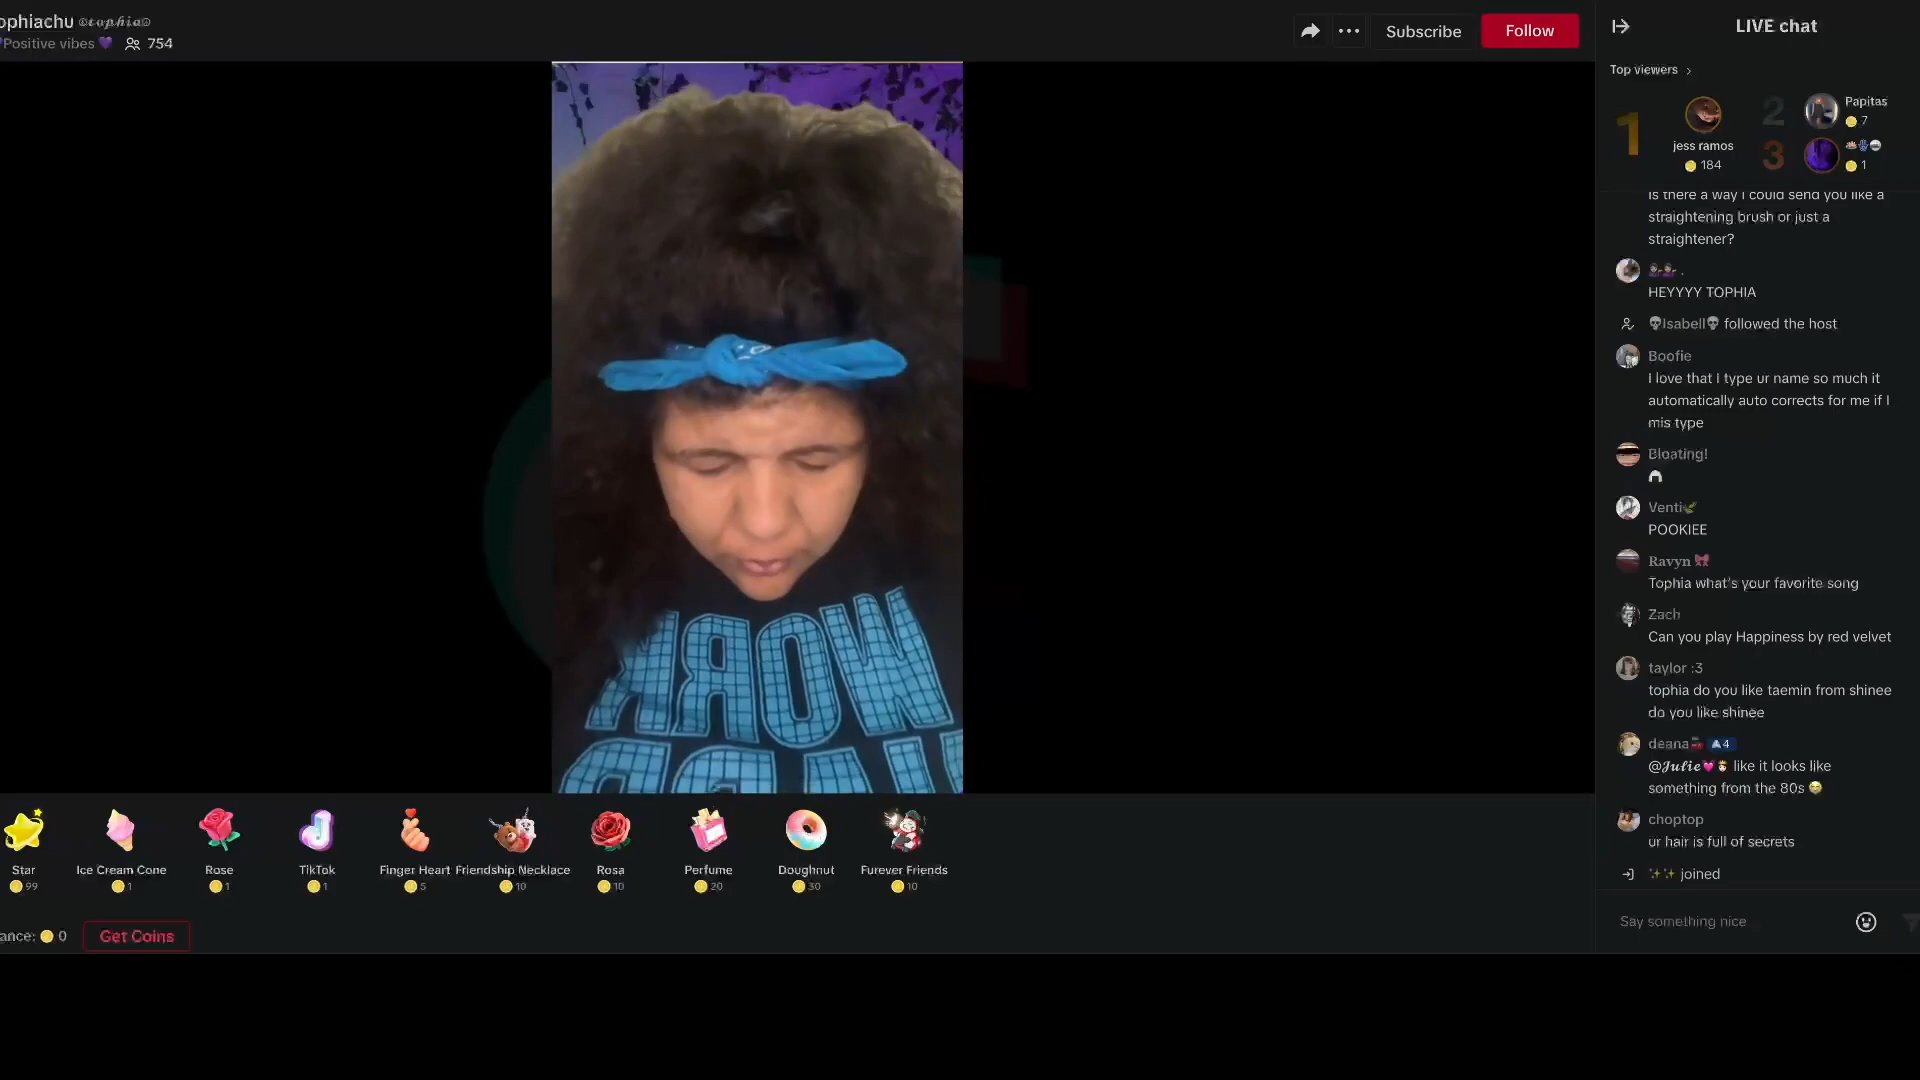 ophiachu @tophia
Positive vibes 💜 754
Subscribe
Follow
LIVE chat
Top viewers >
1
jess ramos
184
2
Papitas
7
3
1
Is there a way I could send you like a
straightening brush or just a
straightener?
HEYYYY TOPHIA
💀Isabell💀 followed the host
Boofie
I love that I type ur name so much it
automatically auto corrects for me if I
mis type
Bloating!
Venti🌿
POOKIEE
Ravyn 🎀
Tophia what's your favorite song
Zach
Can you play Happiness by red velvet
taylor :3
tophia do you like taemin from shinee
do you like shinee
deana 4
@Julie like it looks like
something from the 80s 😭
choptop
ur hair is full of secrets
✨✨ joined
Say something nice
WORK
HARD
Star
99
Ice Cream Cone
1
Rose
1
TikTok
1
Finger Heart
5
Friendship Necklace
10
Rosa
10
Perfume
20
Doughnut
30
Furever Friends
10
ance: 0
Get Coins